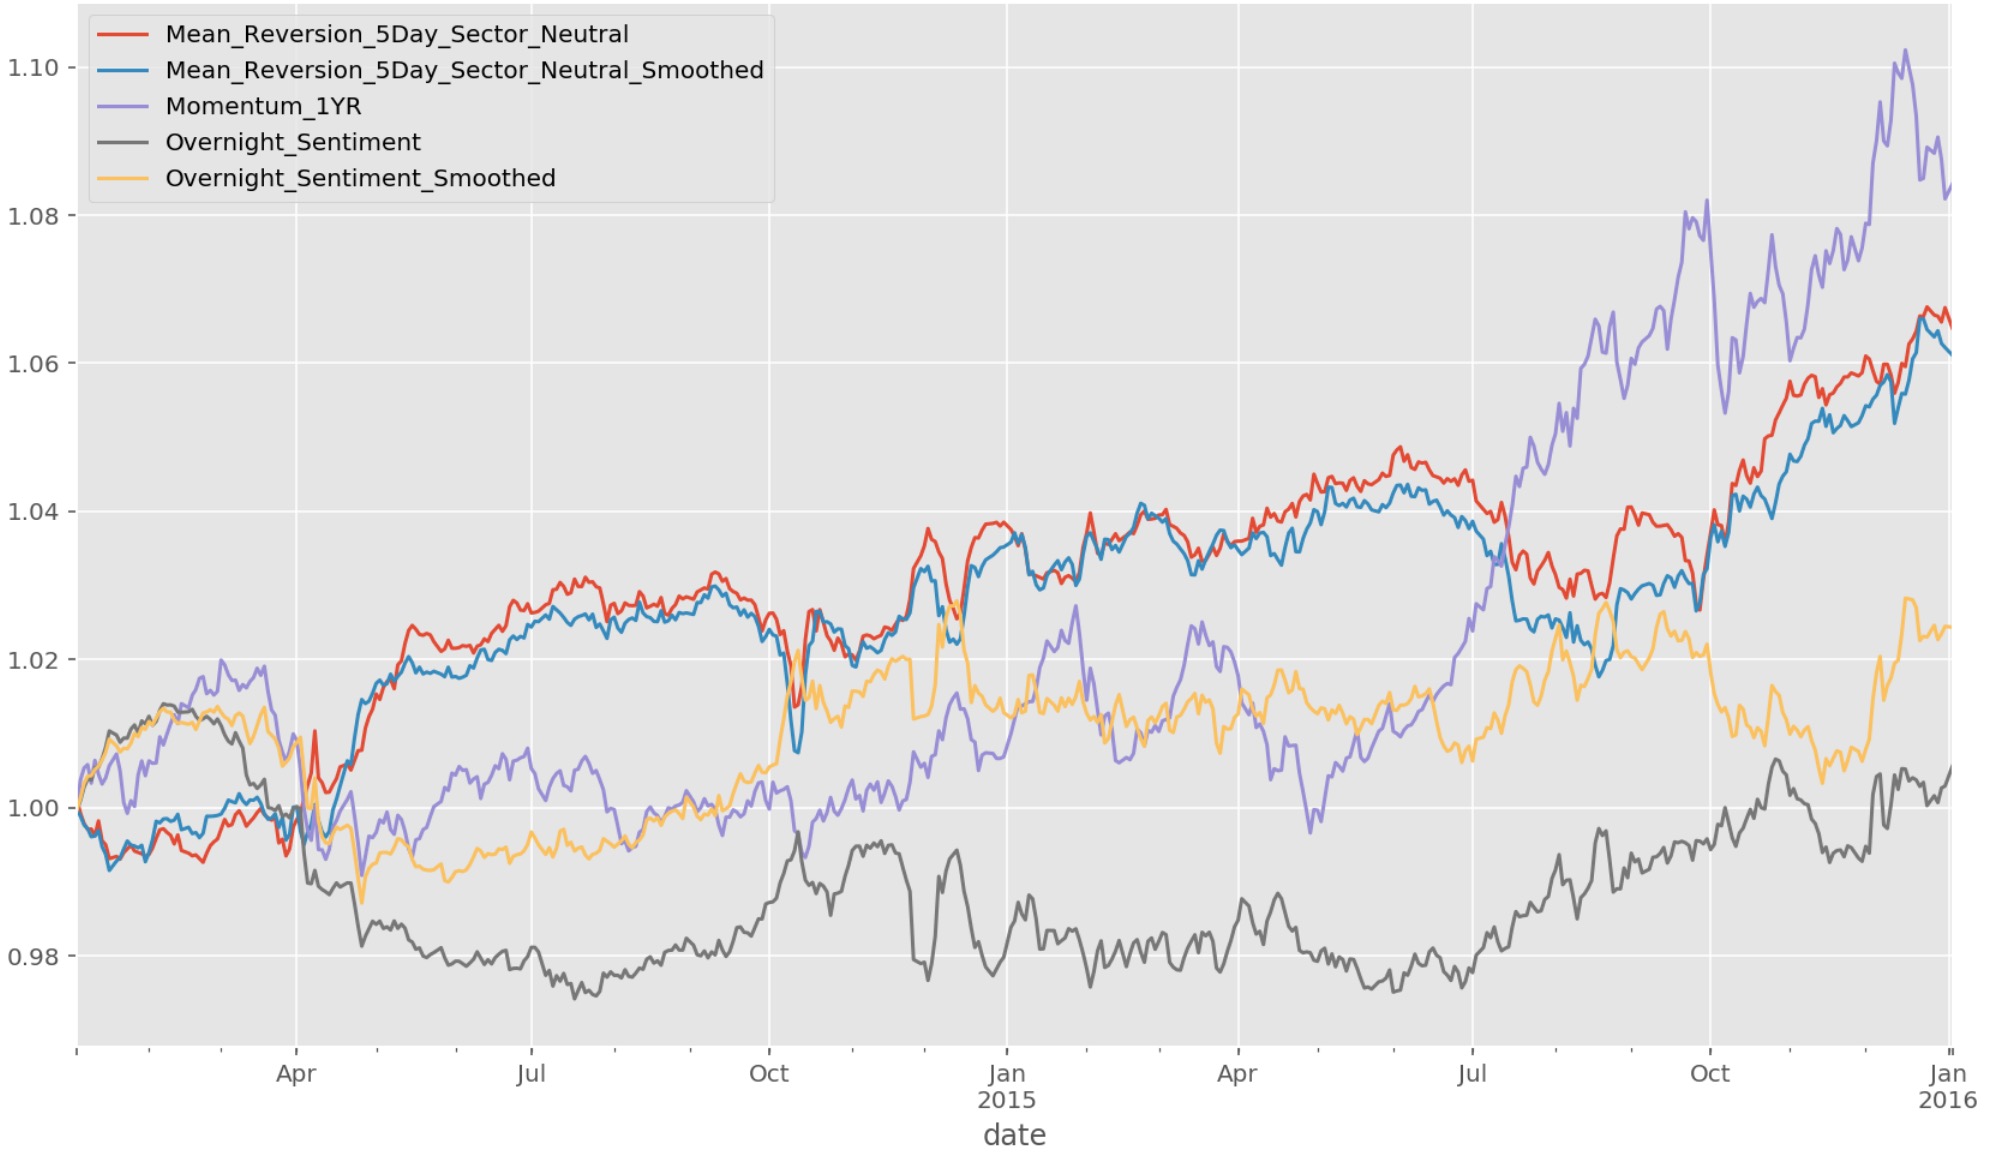 Mean_Reversion_5Day_Sector_Neutral
Mean_Reversion_5Day_Sector_Neutral_Smoothed
Momentum_1YR
Overnight_Sentiment
Overnight_Sentiment_Smoothed
1.10
1.08
1.06
1.04
1.02
1.00
0.98
Apr Jul Oct Jan Apr Jul Oct Jan
2015 2016
date